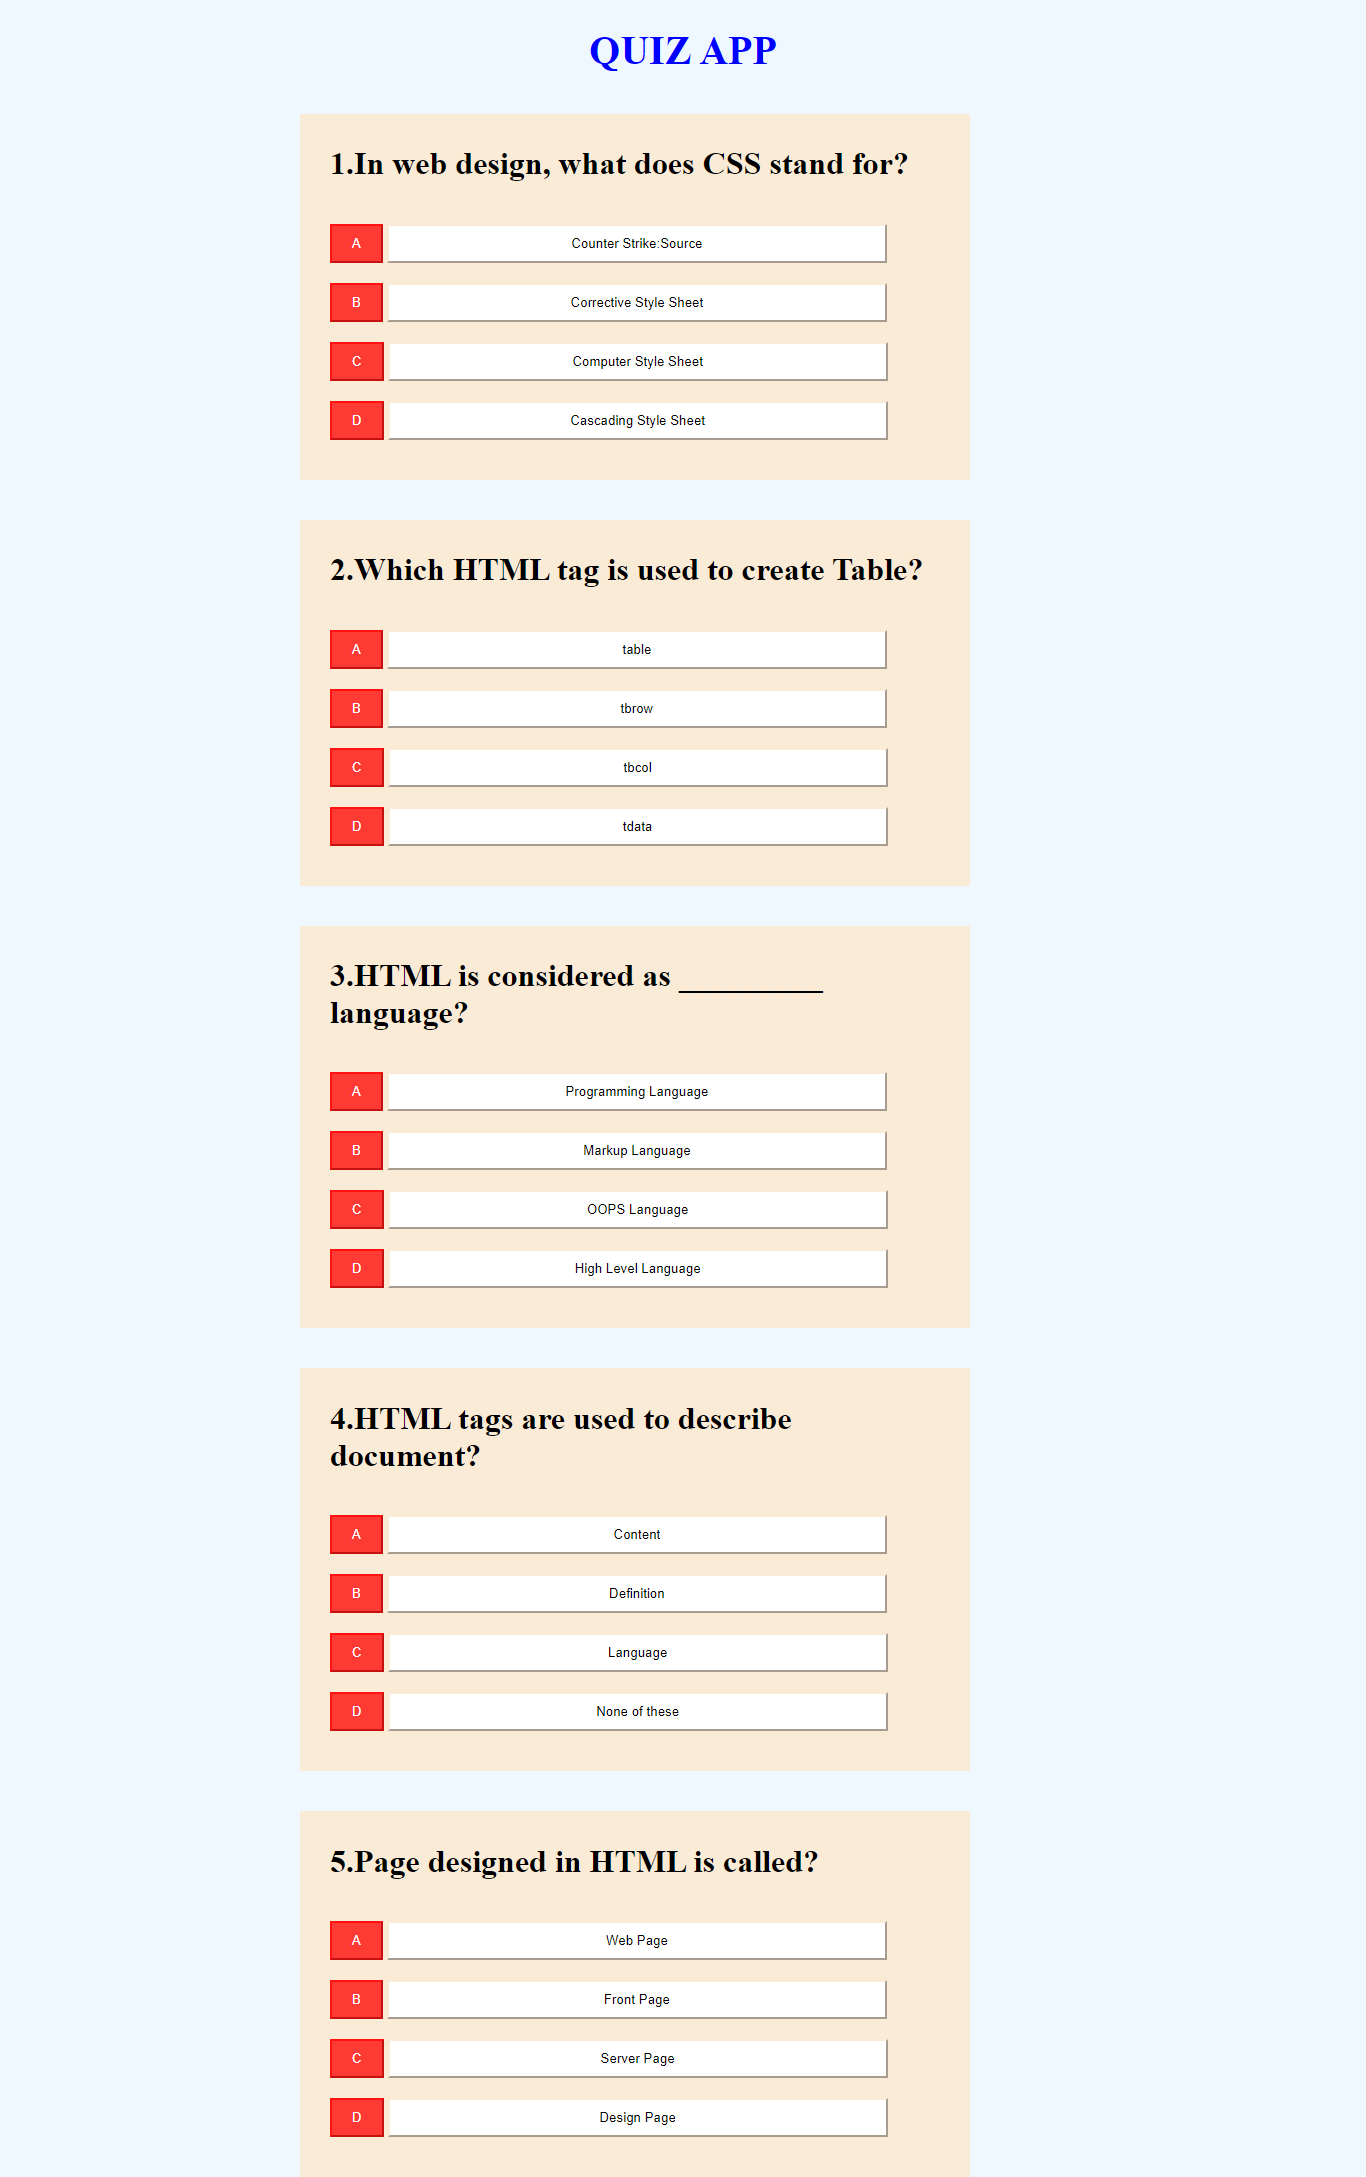 QUIZ APP
1.In web design, what does CSS stand for?
A Counter Strike:Source
B Corrective Style Sheet
C Computer Style Sheet
D Cascading Style Sheet
2.Which HTML tag is used to create Table?
A table
B tbrow
C tbcol
D tdata
3.HTML is considered as _________
language?
A Programming Language
B Markup Language
C OOPS Language
D High Level Language
4.HTML tags are used to describe
document?
A Content
B Definition
C Language
D None of these
5.Page designed in HTML is called?
A Web Page
B Front Page
C Server Page
D Design Page